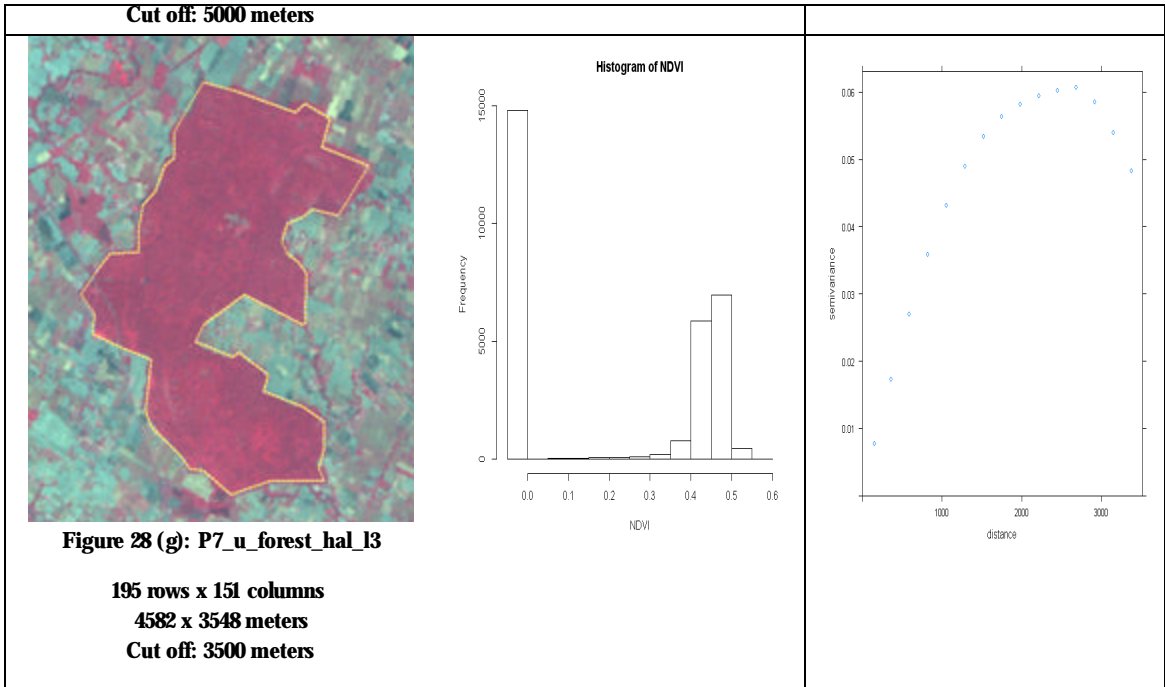 Cut off: 5000 meters
Figure 28 (g): P7_u_forest_hal_l3
195 rows x 151 columns
4582 x 3548 meters
Cut off: 3500 meters
Histogram of NDVI
Frequency
15000
10000
5000
0
0.0 0.1 0.2 0.3 0.4 0.5 0.6
NDVI
semivariance
0.06
0.05
0.04
0.03
0.02
0.01
1000 2000 3000
distance